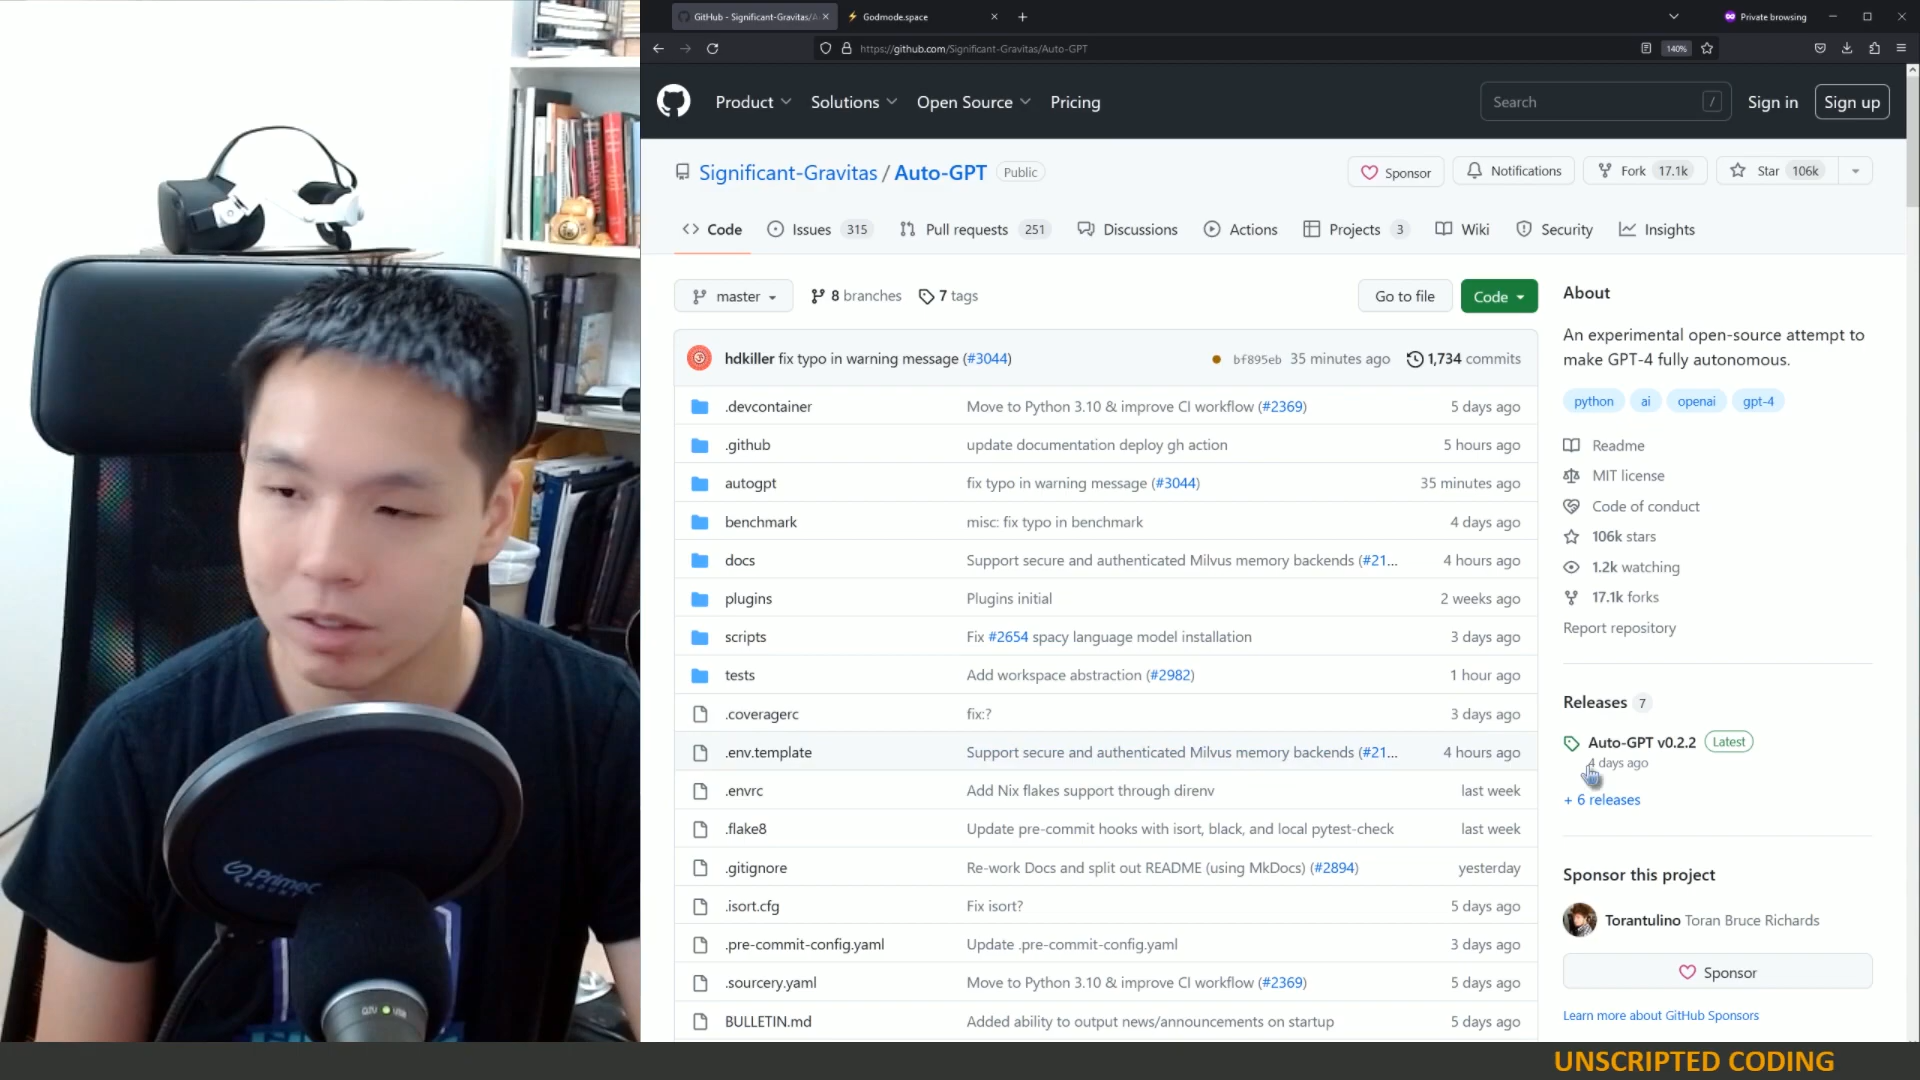 GitHub - Significant-Gravitas/A
Godmode.space
Private browsing
https://github.com/Significant-Gravitas/Auto-GPT
140%
Product
Solutions
Open Source
Pricing
Search
/
Sign in
Sign up
Significant-Gravitas / Auto-GPT
Public
Sponsor
Notifications
Fork 17.1k
Star 106k
Code
Issues 315
Pull requests 251
Discussions
Actions
Projects 3
Wiki
Security
Insights
master
8 branches
7 tags
Go to file
Code
hdkiller fix typo in warning message (#3044)
bf895eb 35 minutes ago
1,734 commits
.devcontainer Move to Python 3.10 & improve CI workflow (#2369) 5 days ago
.github update documentation deploy gh action 5 hours ago
autogpt fix typo in warning message (#3044) 35 minutes ago
benchmark misc: fix typo in benchmark 4 days ago
docs Support secure and authenticated Milvus memory backends (#21... 4 hours ago
plugins Plugins initial 2 weeks ago
scripts Fix #2654 spacy language model installation 3 days ago
tests Add workspace abstraction (#2982) 1 hour ago
.coveragerc fix:? 3 days ago
.env.template Support secure and authenticated Milvus memory backends (#21... 4 hours ago
.envrc Add Nix flakes support through direnv last week
.flake8 Update pre-commit hooks with isort, black, and local pytest-check last week
.gitignore Re-work Docs and split out README (using MkDocs) (#2894) yesterday
.isort.cfg Fix isort? 5 days ago
.pre-commit-config.yaml Update .pre-commit-config.yaml 3 days ago
.sourcery.yaml Move to Python 3.10 & improve CI workflow (#2369) 5 days ago
BULLETIN.md Added ability to output news/announcements on startup 5 days ago
About
An experimental open-source attempt to
make GPT-4 fully autonomous.
python ai openai gpt-4
Readme
MIT license
Code of conduct
106k stars
1.2k watching
17.1k forks
Report repository
Releases 7
Auto-GPT v0.2.2 Latest
4 days ago
+ 6 releases
Sponsor this project
Torantulino Toran Bruce Richards
Sponsor
Learn more about GitHub Sponsors
Q2U USB
UNSCRIPTED CODING